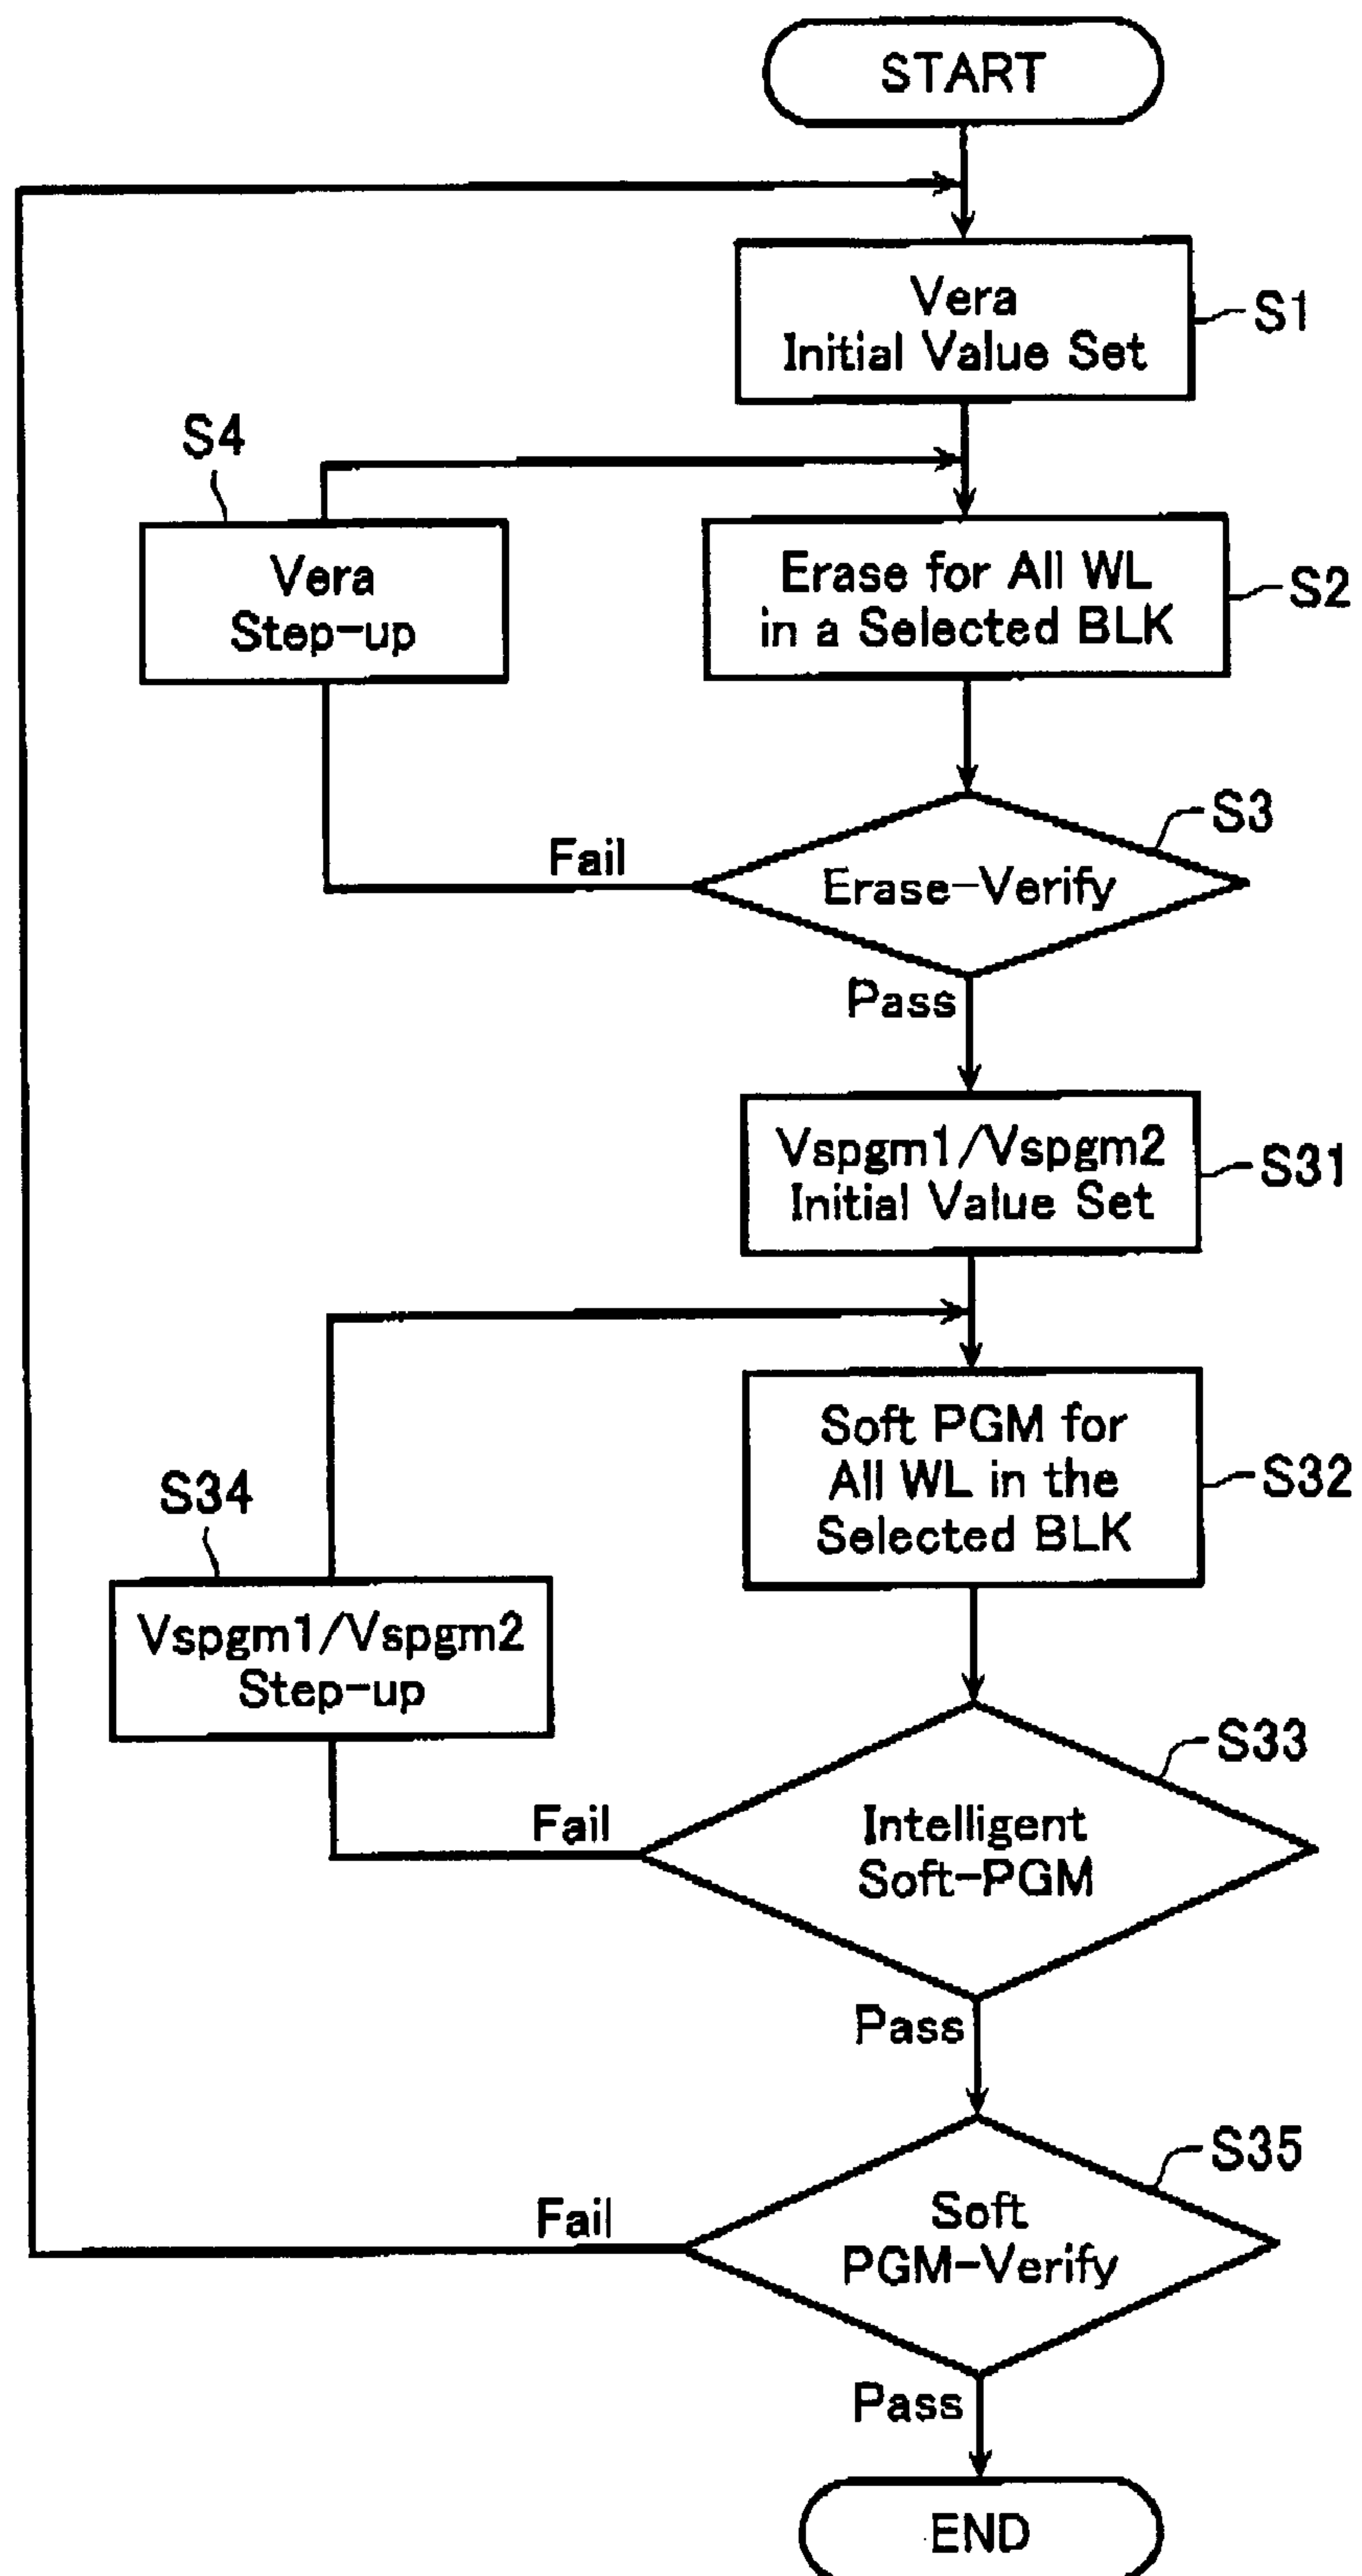 START
Vera
Initial Value Set
S1
S4
Vera
Step-up
Erase for All WL
in a Selected BLK
S2
S3
Fail
Erase-Verify
Pass
Vspgm1/Vspgm2
Initial Value Set
S31
Soft PGM for
All WL in the
Selected BLK
S32
S34
Vspgm1/Vspgm2
Step-up
S33
Fail
Intelligent
Soft-PGM
Pass
S35
Fail
Soft
PGM-Verify
Pass
END